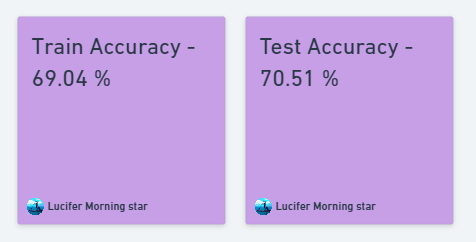 Train Accuracy -
69.04 %
Lucifer Morning star
Test Accuracy -
70.51 %
Lucifer Morning star